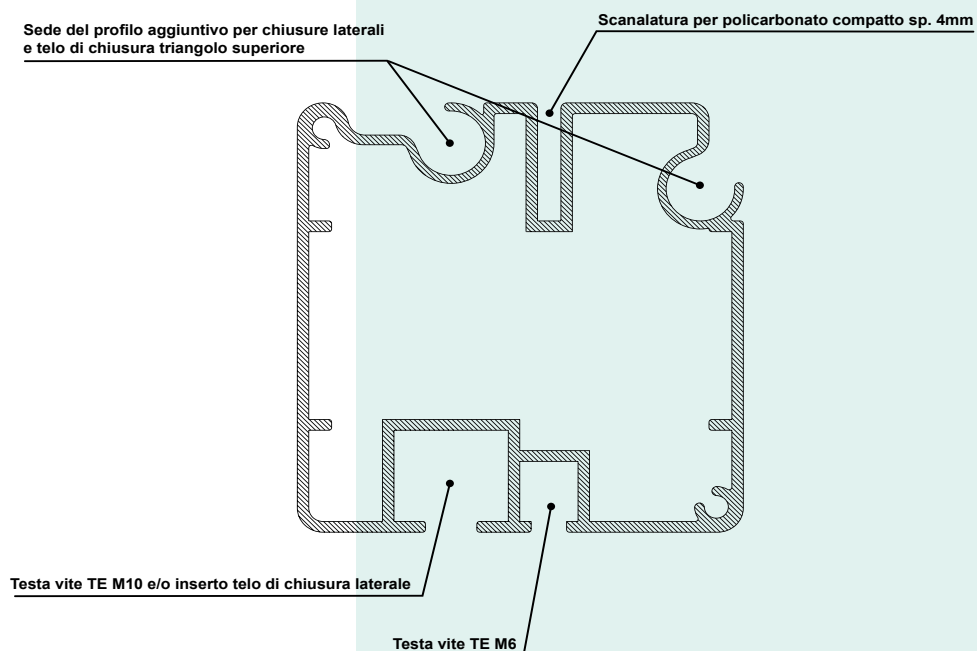 Sede del profilo aggiuntivo per chiusure laterali
e telo di chiusura triangolo superiore
Scanalatura per policarbonato compatto sp. 4mm
Testa vite TE M10 e/o inserto telo di chiusura laterale
Testa vite TE M6